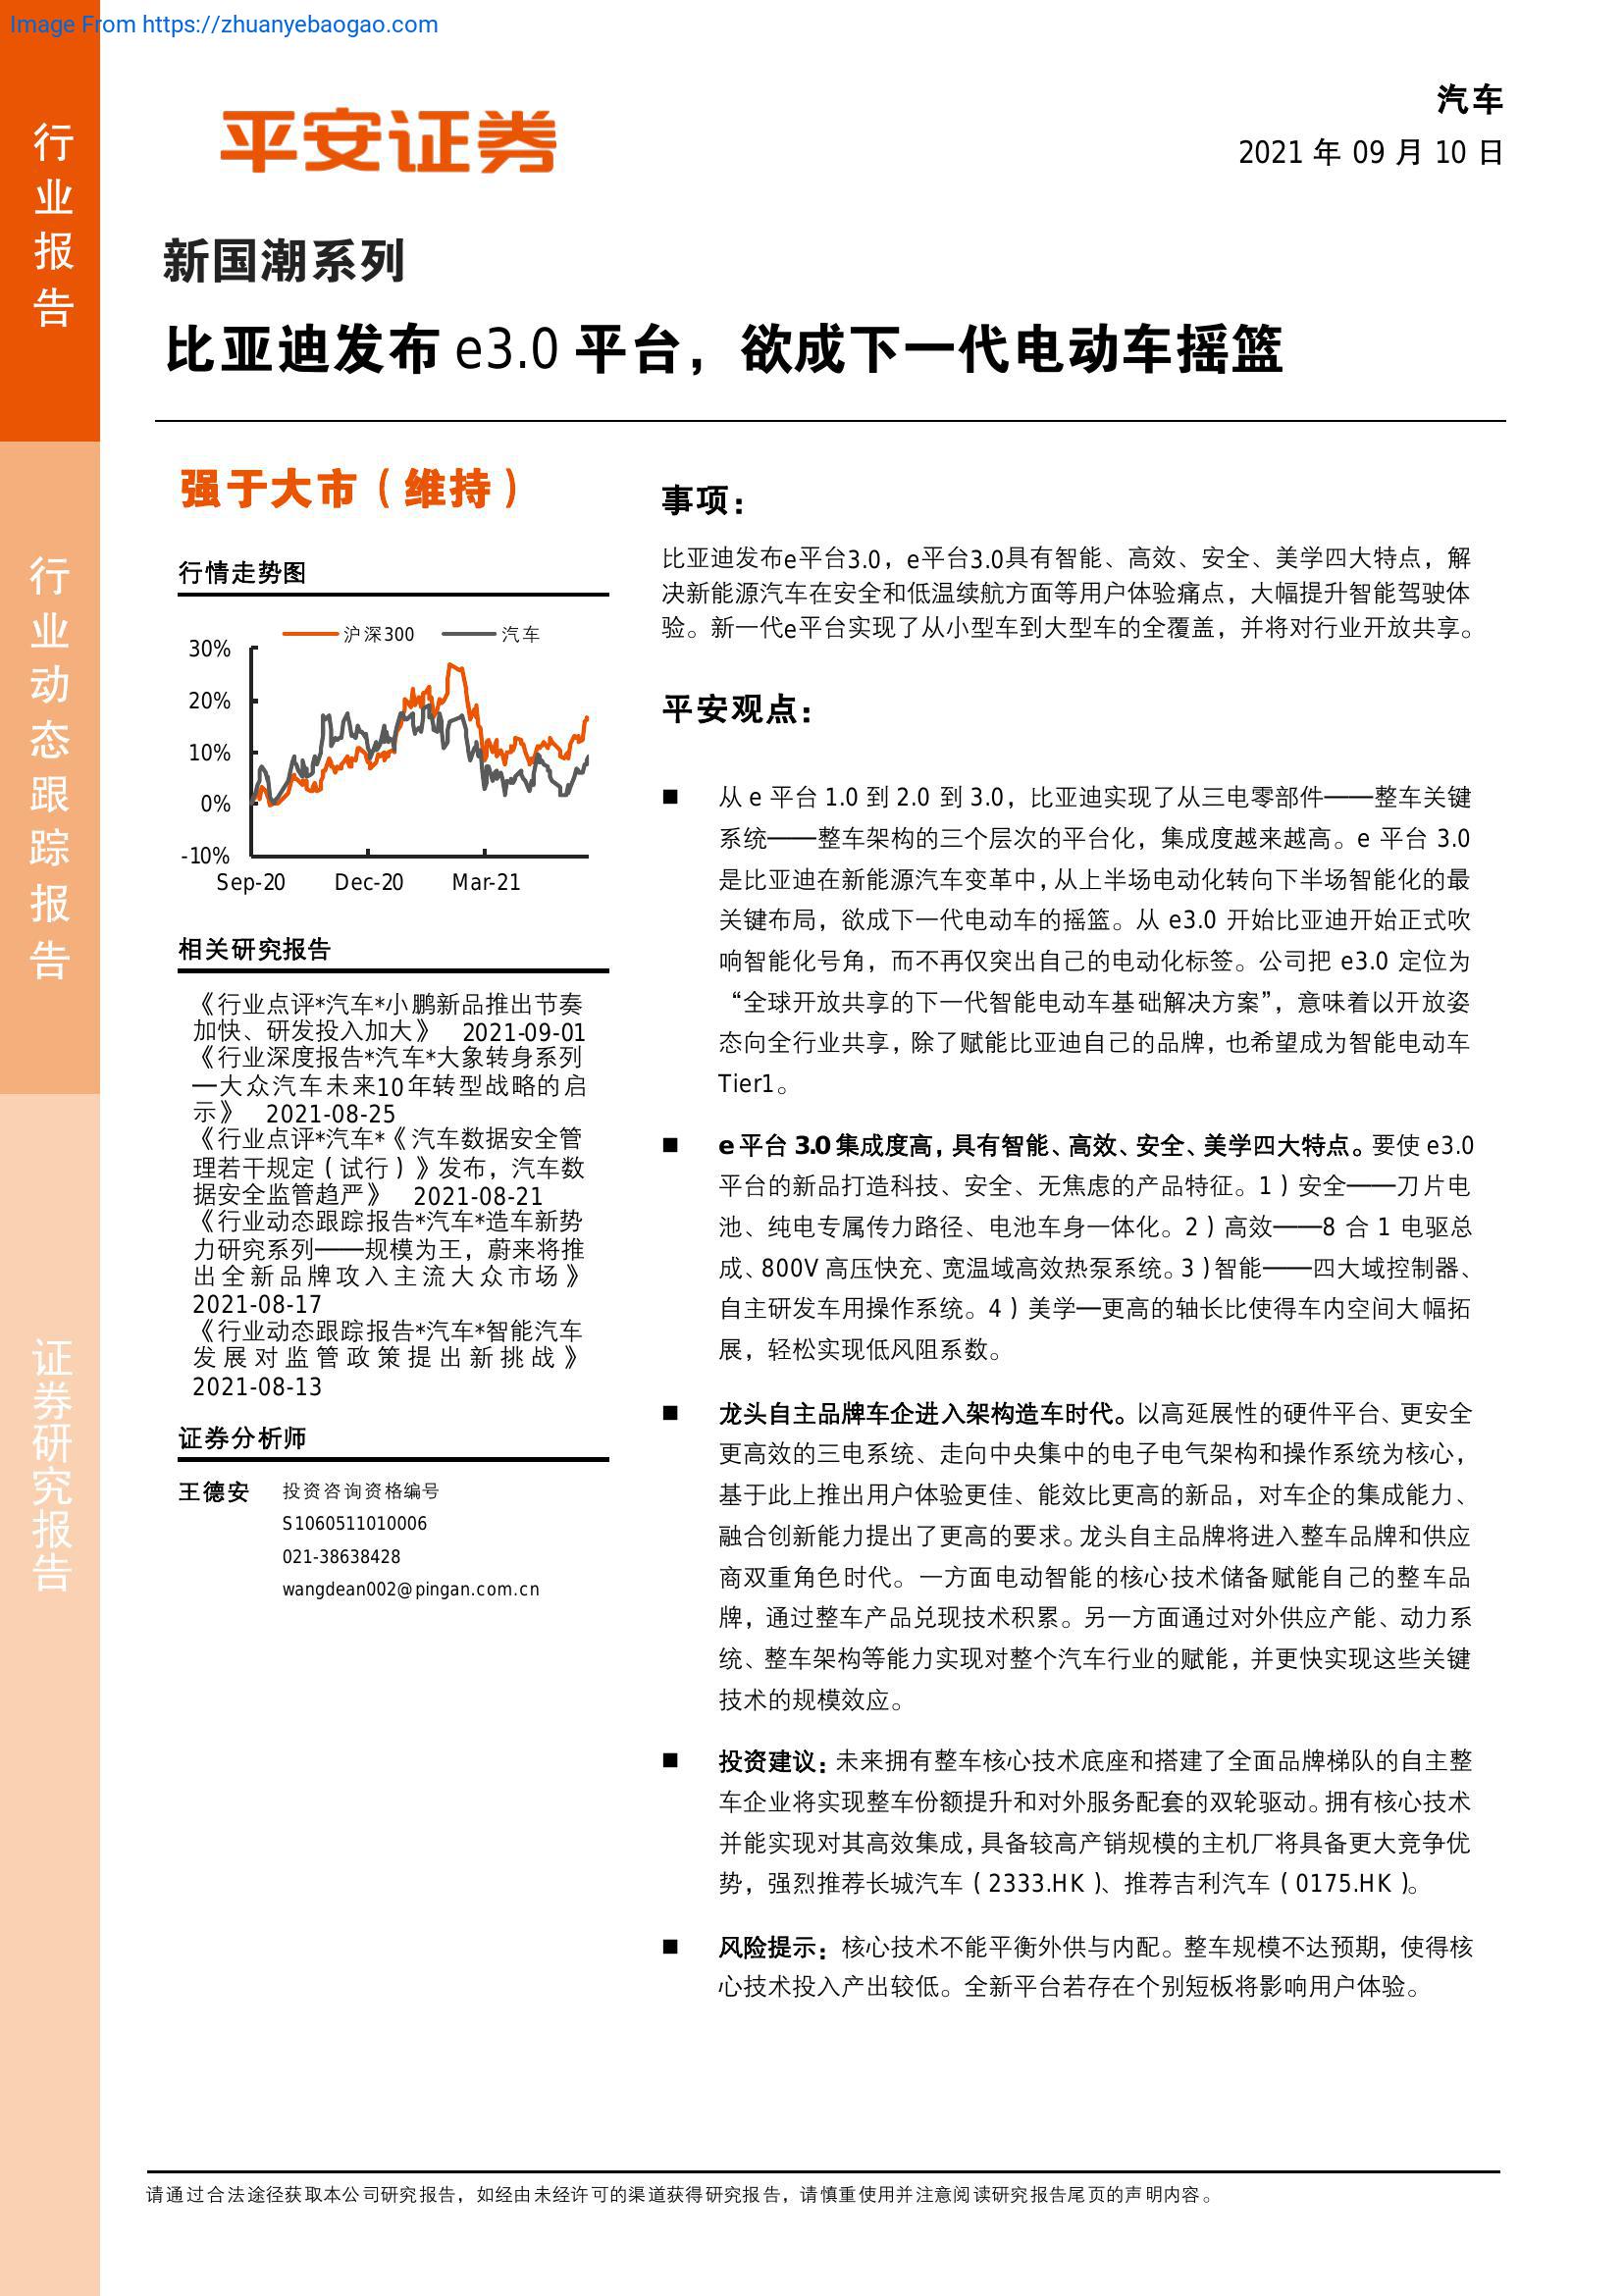 Image From https://zhuanyebaogao.com
行业报告
行业动态跟踪报告
证券研究报告
平安证券
汽车
2021 年 09 月 10 日
新国潮系列
比亚迪发布 e3.0 平台，欲成下一代电动车摇篮
强于大市（维持）
行情走势图
沪深300 汽车
30%
20%
10%
0%
-10%
Sep-20 Dec-20 Mar-21
相关研究报告
《行业点评*汽车*小鹏新品推出节奏
加快、研发投入加大》 2021-09-01
《行业深度报告*汽车*大象转身系列
—大众汽车未来10年转型战略的启
示》 2021-08-25
《行业点评*汽车*《汽车数据安全管
理若干规定（试行）》发布，汽车数
据安全监管趋严》 2021-08-21
《行业动态跟踪报告*汽车*造车新势
力研究系列——规模为王，蔚来将推
出全新品牌攻入主流大众市场》
2021-08-17
《行业动态跟踪报告*汽车*智能汽车
发展对监管政策提出新挑战》
2021-08-13
证券分析师
王德安 投资咨询资格编号
S1060511010006
021-38638428
wangdean002@pingan.com.cn
事项：
比亚迪发布e平台3.0，e平台3.0具有智能、高效、安全、美学四大特点，解
决新能源汽车在安全和低温续航方面等用户体验痛点，大幅提升智能驾驶体
验。新一代e平台实现了从小型车到大型车的全覆盖，并将对行业开放共享。
平安观点：
■ 从 e 平台 1.0 到 2.0 到 3.0，比亚迪实现了从三电零部件——整车关键
系统——整车架构的三个层次的平台化，集成度越来越高。e 平台 3.0
是比亚迪在新能源汽车变革中，从上半场电动化转向下半场智能化的最
关键布局，欲成下一代电动车的摇篮。从 e3.0 开始比亚迪开始正式吹
响智能化号角，而不再仅突出自己的电动化标签。公司把 e3.0 定位为
“全球开放共享的下一代智能电动车基础解决方案”，意味着以开放姿
态向全行业共享，除了赋能比亚迪自己的品牌，也希望成为智能电动车
Tier1。
■ e 平台 3.0 集成度高，具有智能、高效、安全、美学四大特点。要使 e3.0
平台的新品打造科技、安全、无焦虑的产品特征。1）安全——刀片电
池、纯电专属传力路径、电池车身一体化。2）高效——8 合 1 电驱总
成、800V 高压快充、宽温域高效热泵系统。3）智能——四大域控制器、
自主研发车用操作系统。4）美学—更高的轴长比使得车内空间大幅拓
展，轻松实现低风阻系数。
■ 龙头自主品牌车企进入架构造车时代。以高延展性的硬件平台、更安全
更高效的三电系统、走向中央集中的电子电气架构和操作系统为核心，
基于此上推出用户体验更佳、能效比更高的新品，对车企的集成能力、
融合创新能力提出了更高的要求。龙头自主品牌将进入整车品牌和供应
商双重角色时代。一方面电动智能的核心技术储备赋能自己的整车品
牌，通过整车产品兑现技术积累。另一方面通过对外供应产能、动力系
统、整车架构等能力实现对整个汽车行业的赋能，并更快实现这些关键
技术的规模效应。
■ 投资建议：未来拥有整车核心技术底座和搭建了全面品牌梯队的自主整
车企业将实现整车份额提升和对外服务配套的双轮驱动。拥有核心技术
并能实现对其高效集成，具备较高产销规模的主机厂将具备更大竞争优
势，强烈推荐长城汽车（2333.HK）、推荐吉利汽车（0175.HK）。
■ 风险提示：核心技术不能平衡外供与内配。整车规模不达预期，使得核
心技术投入产出较低。全新平台若存在个别短板将影响用户体验。
请通过合法途径获取本公司研究报告，如经由未经许可的渠道获得研究报告，请慎重使用并注意阅读研究报告尾页的声明内容。